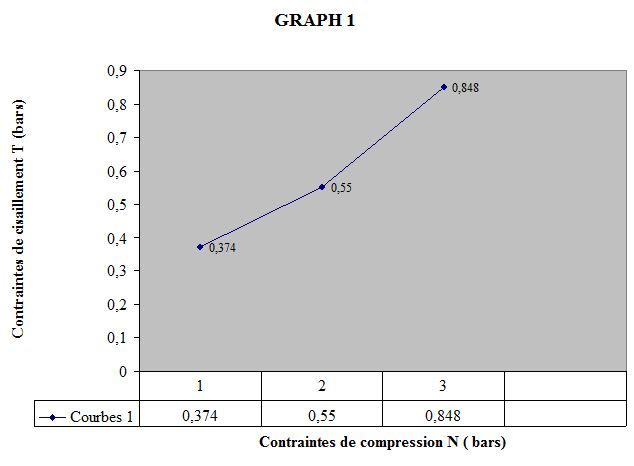 GRAPH 1
Contraintes de cisaillement T (bars)
0,9
0,8
0,7
0,6
0,5
0,4
0,3
0,2
0,1
0
0,848
0,55
0,374
1 2 3
Courbes 1 0,374 0,55 0,848
Contraintes de compression N ( bars)